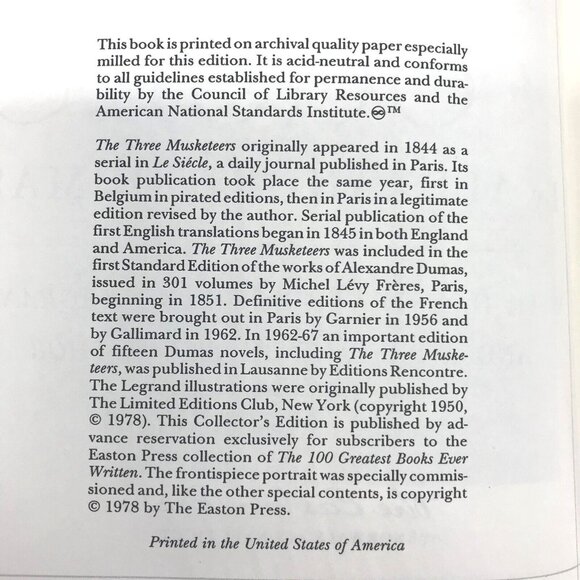 This book is printed on archival quality paper especially
milled for this edition. It is acid-neutral and conforms
to all guidelines established for permanence and dura-
bility by the Council of Library Resources and the
American National Standards Institute.♾™
The Three Musketeers originally appeared in 1844 as a
serial in Le Siécle, a daily journal published in Paris. Its
book publication took place the same year, first in
Belgium in pirated editions, then in Paris in a legitimate
edition revised by the author. Serial publication of the
first English translations began in 1845 in both England
and America. The Three Musketeers was included in the
first Standard Edition of the works of Alexandre Dumas,
issued in 301 volumes by Michel Lévy Frères, Paris,
beginning in 1851. Definitive editions of the French
text were brought out in Paris by Garnier in 1956 and
by Gallimard in 1962. In 1962-67 an important edition
of fifteen Dumas novels, including The Three Muske-
teers, was published in Lausanne by Editions Rencontre.
The Legrand illustrations were originally published by
The Limited Editions Club, New York (copyright 1950,
© 1978). This Collector's Edition is published by ad-
vance reservation exclusively for subscribers to the
Easton Press collection of The 100 Greatest Books Ever
Written. The frontispiece portrait was specially commis-
sioned and, like the other special contents, is copyright
© 1978 by The Easton Press.
Printed in the United States of America